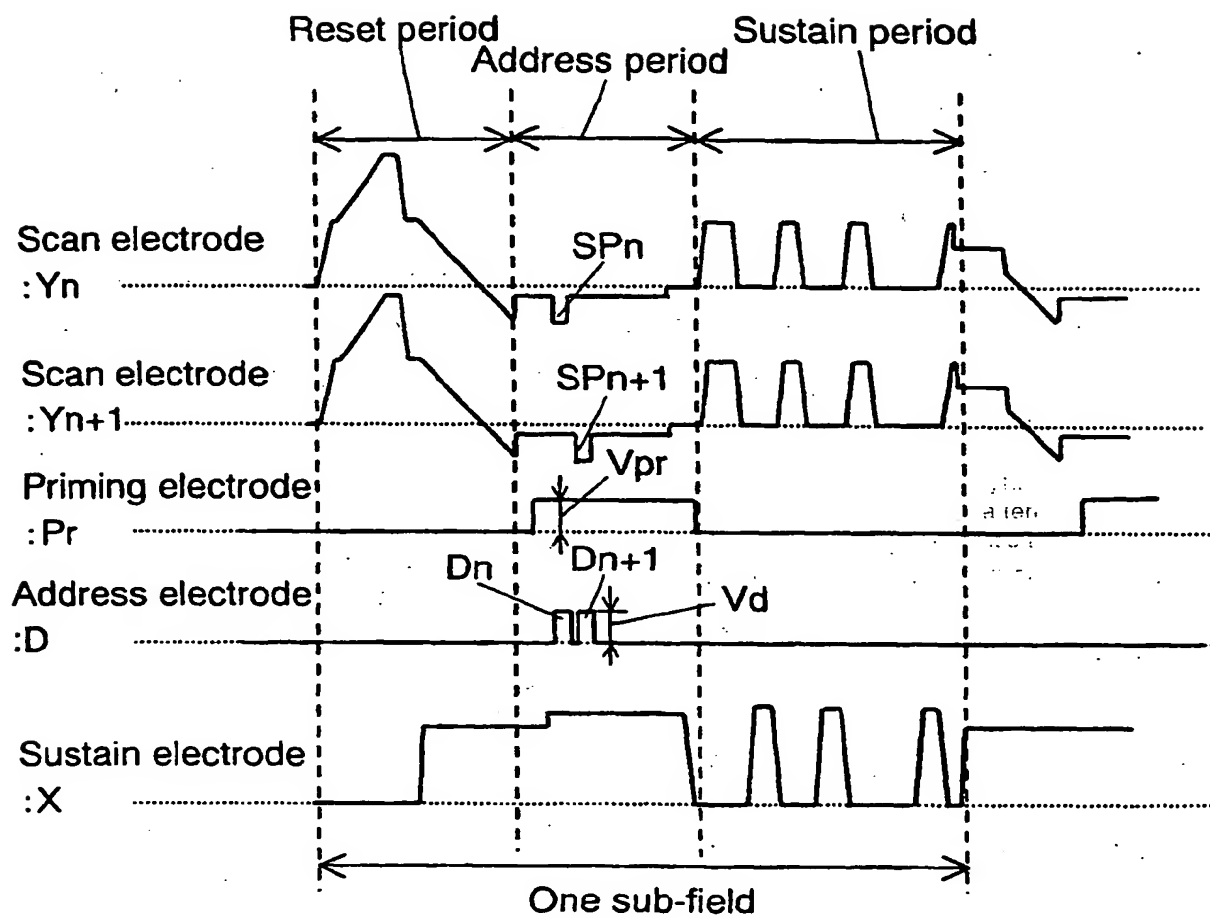 Reset period
Sustain period
Address period
Scan electrode
:Yn
SPn
Scan electrode
:Yn+1
SPn+1
Priming electrode
:Pr
Vpr
Address electrode
:D
Dn
Dn+1
Vd
Sustain electrode
:X
One sub-field